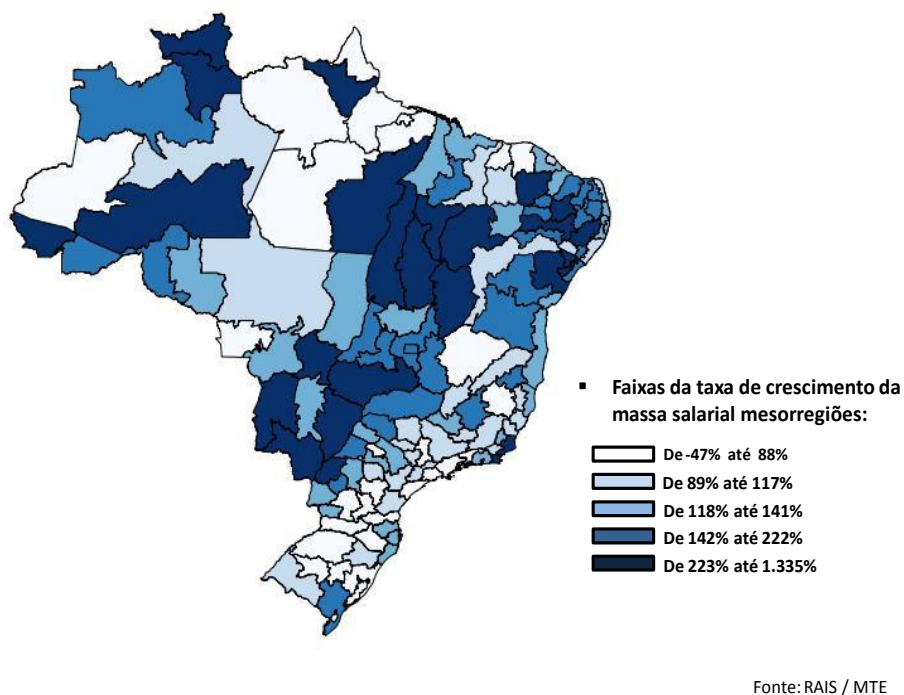 ▪ Faixas da taxa de crescimento da
massa salarial mesorregiões:
De -47% até 88%
De 89% até 117%
De 118% até 141%
De 142% até 222%
De 223% até 1.335%
Fonte: RAIS / MTE